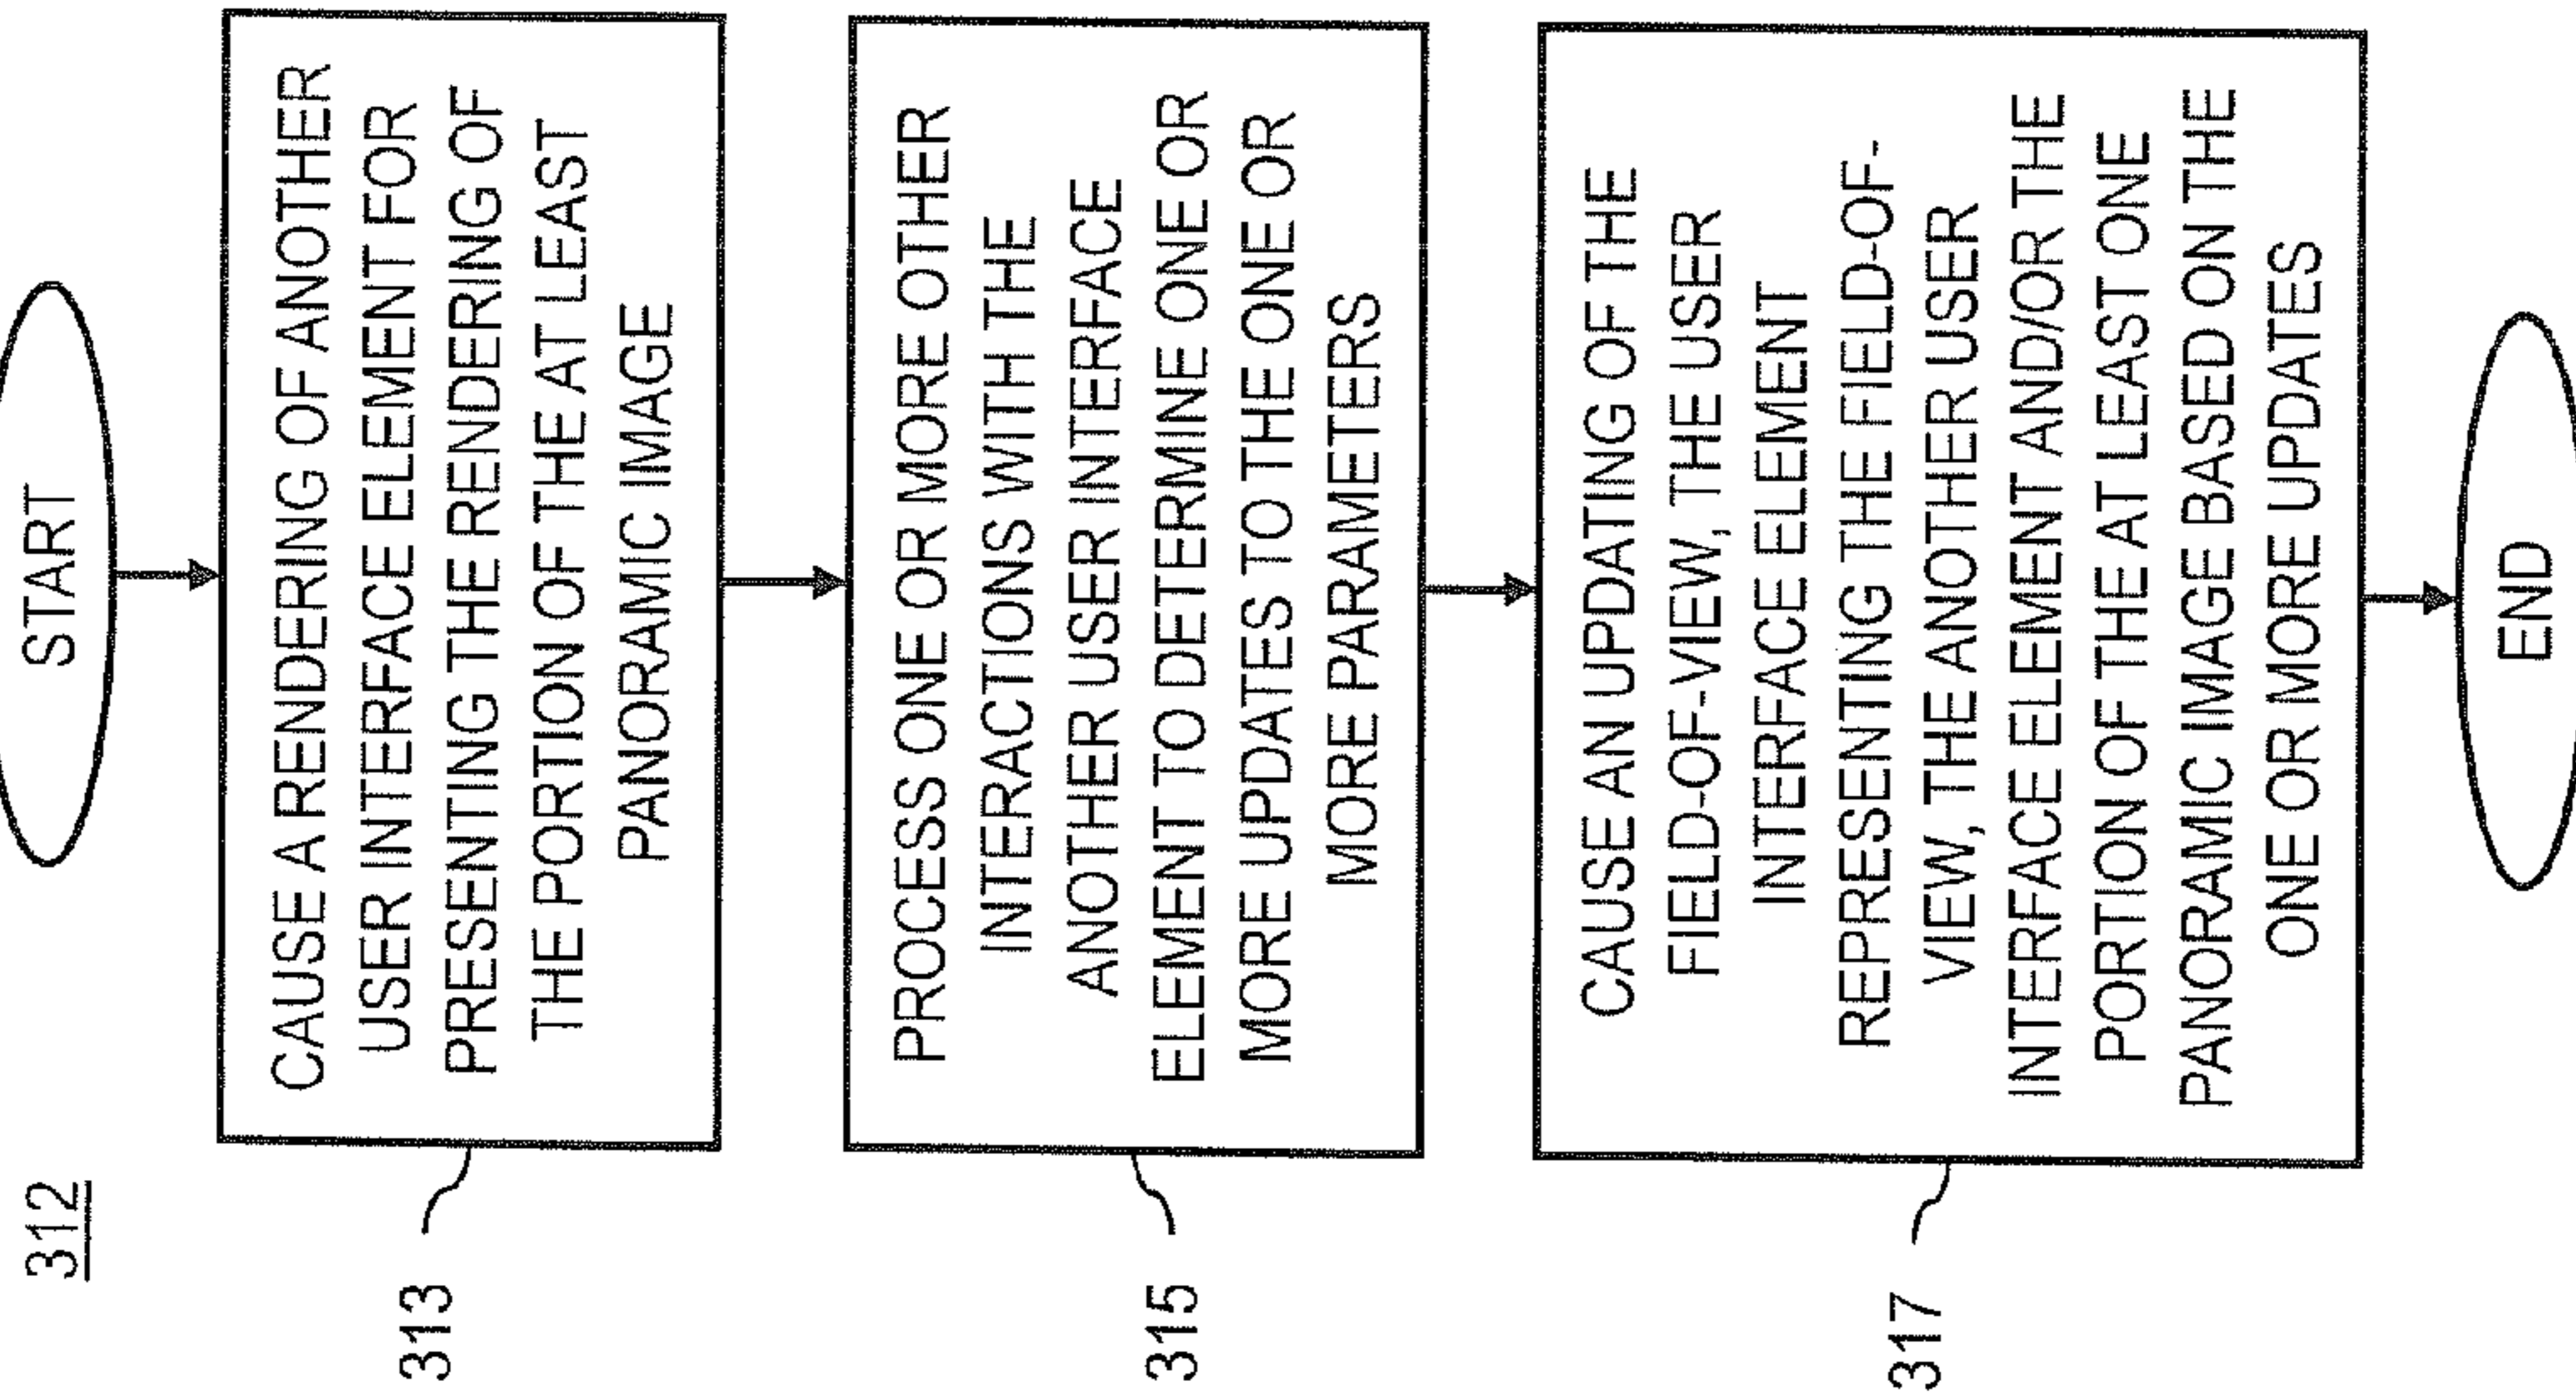 312
START
313
CAUSE A RENDERING OF ANOTHER
USER INTERFACE ELEMENT FOR
PRESENTING THE RENDERING OF
THE PORTION OF THE AT LEAST
PANORAMIC IMAGE
315
PROCESS ONE OR MORE OTHER
INTERACTIONS WITH THE
ANOTHER USER INTERFACE
ELEMENT TO DETERMINE ONE OR
MORE UPDATES TO THE ONE OR
MORE PARAMETERS
317
CAUSE AN UPDATING OF THE
FIELD-OF-VIEW, THE USER
INTERFACE ELEMENT
REPRESENTING THE FIELD-OF-
VIEW, THE ANOTHER USER
INTERFACE ELEMENT AND/OR THE
PORTION OF THE AT LEAST ONE
PANORAMIC IMAGE BASED ON THE
ONE OR MORE UPDATES
END